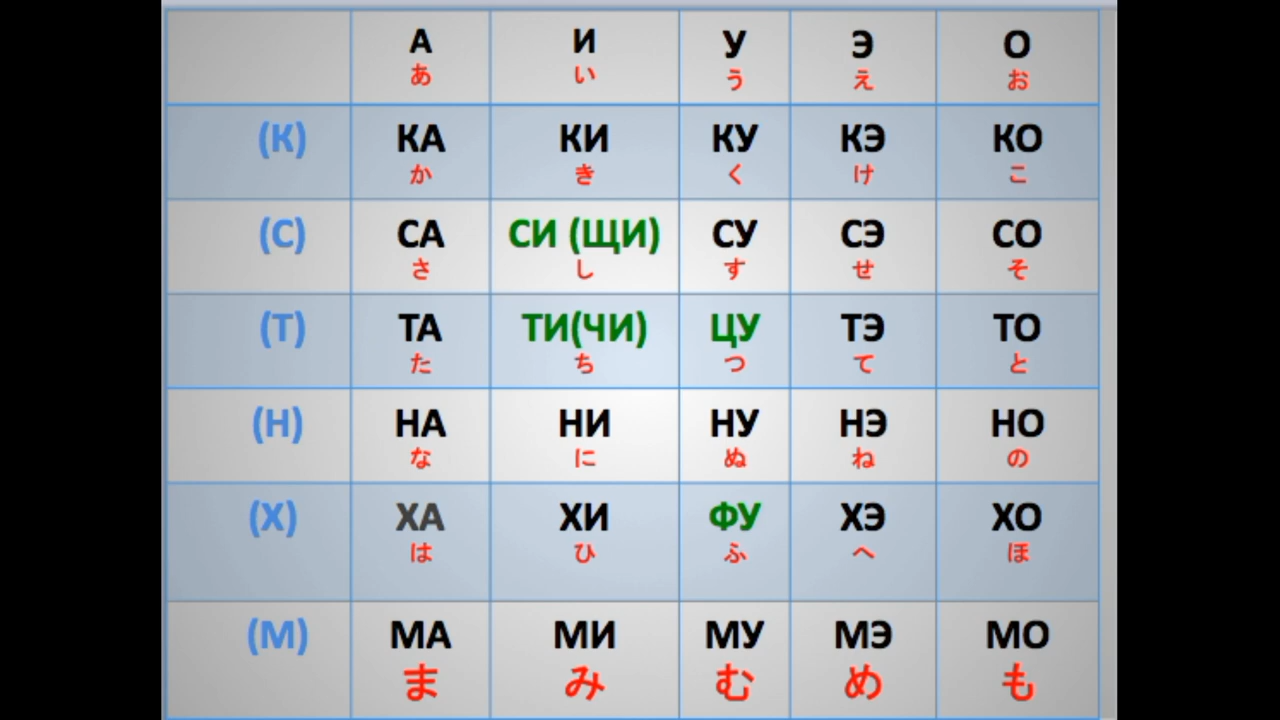 А И У Э О
あ い う え お
(К) КА КИ КУ КЭ КО
か き く け こ
(С) СА СИ (ЩИ) СУ СЭ СО
さ し す せ そ
(Т) ТА ТИ(ЧИ) ЦУ ТЭ ТО
た ち つ て と
(Н) НА НИ НУ НЭ НО
な に ぬ ね の
(Х) ХА ХИ ФУ ХЭ ХО
は ひ ふ へ ほ
(М) МА МИ МУ МЭ МО
ま み む め も